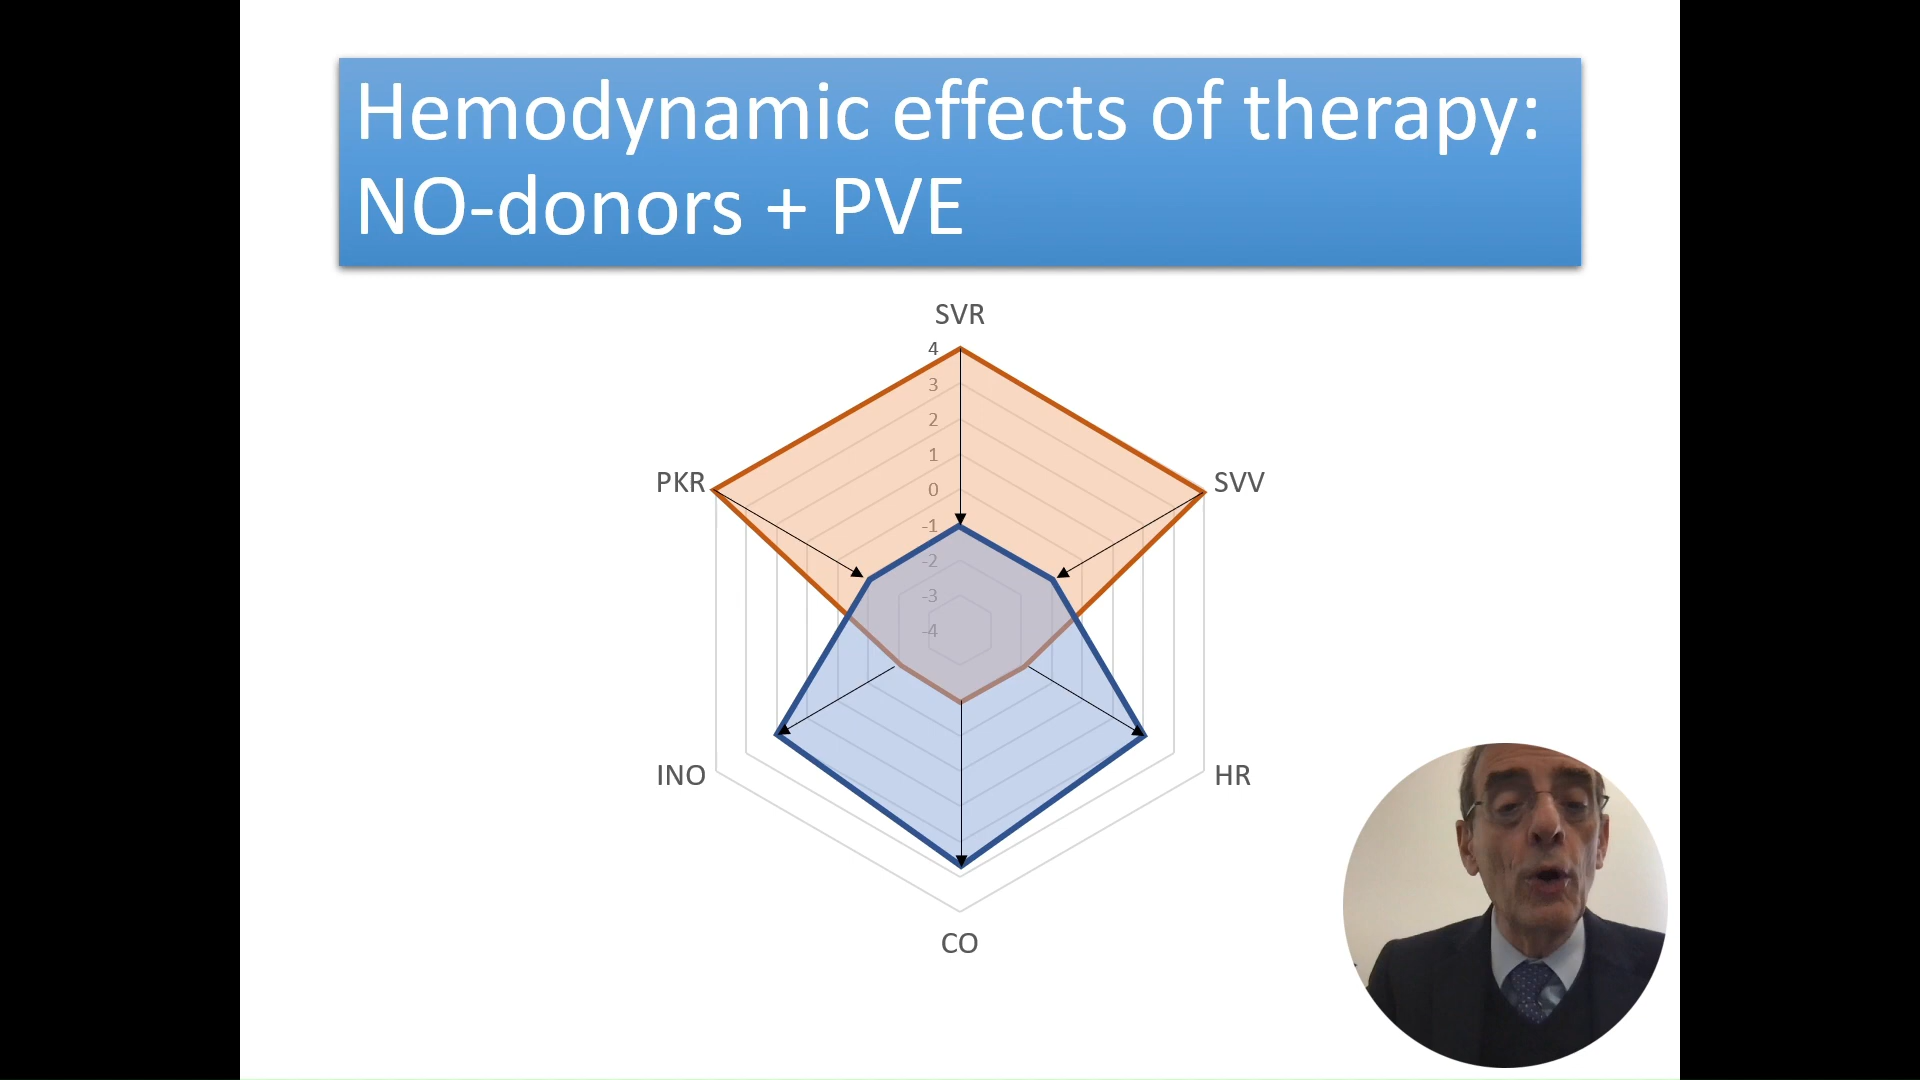 Hemodynamic effects of therapy:
NO-donors + PVE
SVR
4
3
2
1
0
-1
-2
-3
-4
PKR
SVV
INO
HR
CO